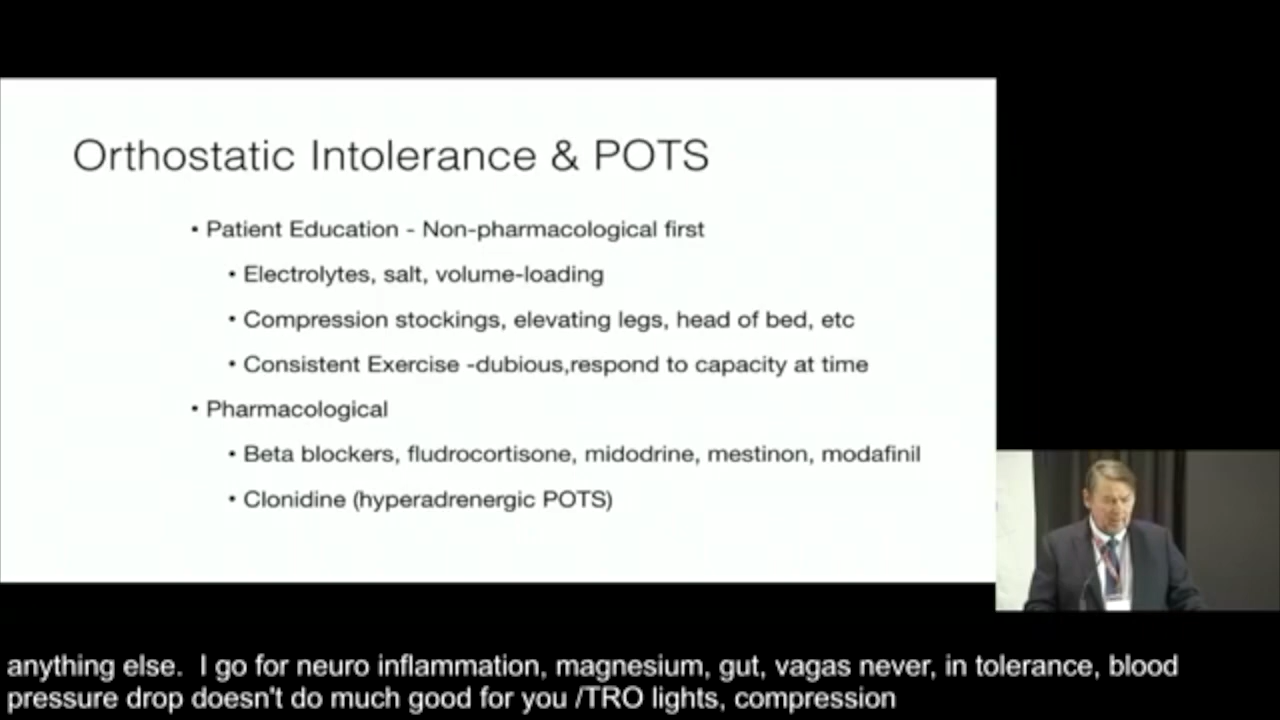 Orthostatic Intolerance & POTS
• Patient Education - Non-pharmacological first
• Electrolytes, salt, volume-loading
• Compression stockings, elevating legs, head of bed, etc
• Consistent Exercise -dubious,respond to capacity at time
• Pharmacological
• Beta blockers, fludrocortisone, midodrine, mestinon, modafinil
• Clonidine (hyperadrenergic POTS)
anything else.  I go for neuro inflammation, magnesium, gut, vagas never, in tolerance, blood
pressure drop doesn't do much good for you /TRO lights, compression